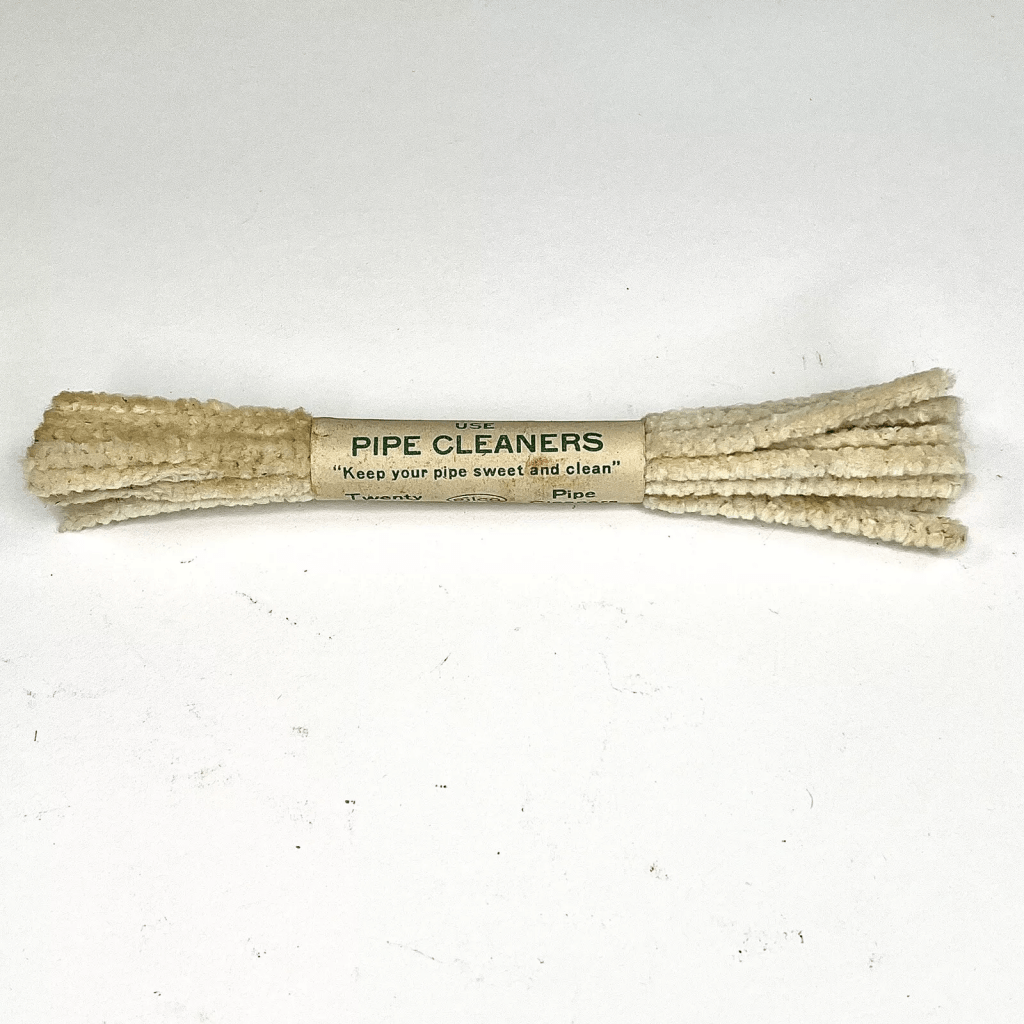 USE
PIPE CLEANERS
"Keep your pipe sweet and clean"
Twenty Pipe